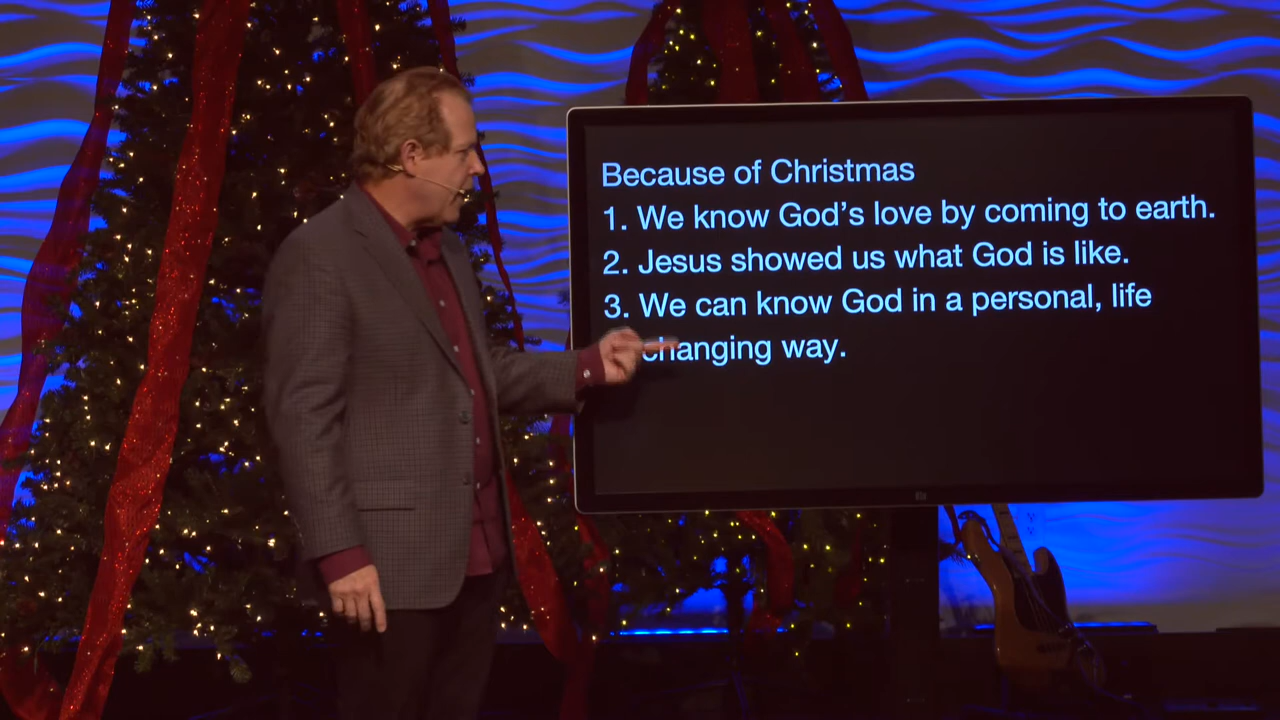 Because of Christmas
1. We know God's love by coming to earth.
2. Jesus showed us what God is like.
3. We can know God in a personal, life
changing way.